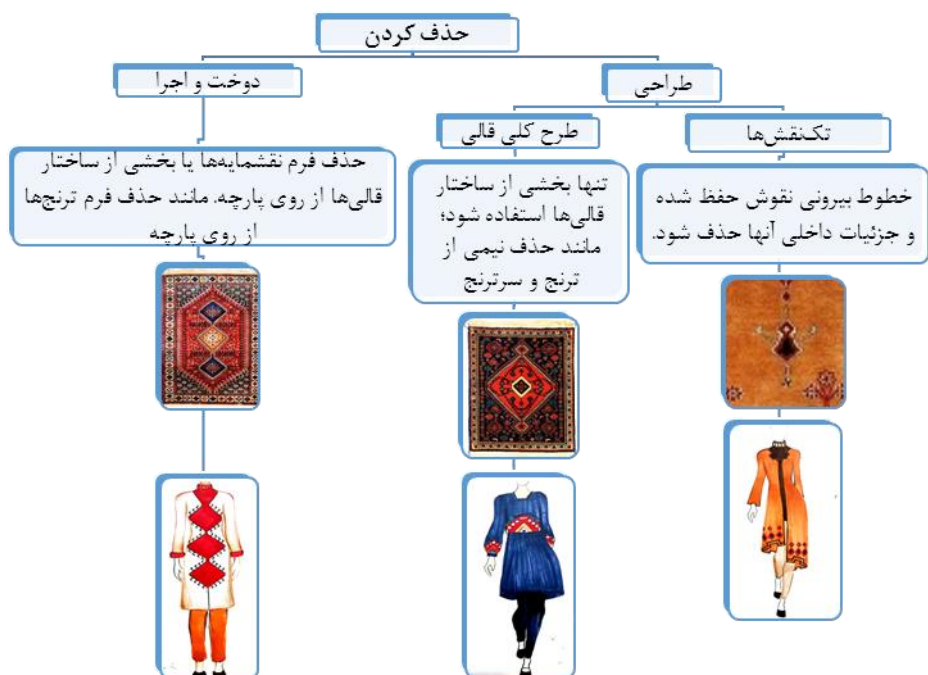 حذف کردن
طراحی
دوخت و اجرا
تک‌نقش‌ها
طرح کلی قالی
خطوط بیرونی نقوش حفظ شده
و جزئیات داخلی آنها حذف شود.
تنها بخشی از ساختار
قالی‌ها استفاده شود؛
مانند حذف نیمی از
ترنج و سرترنج
حذف فرم نقشمایه‌ها یا بخشی از ساختار
قالی‌ها از روی پارچه. مانند حذف فرم ترنج‌ها
از روی پارچه